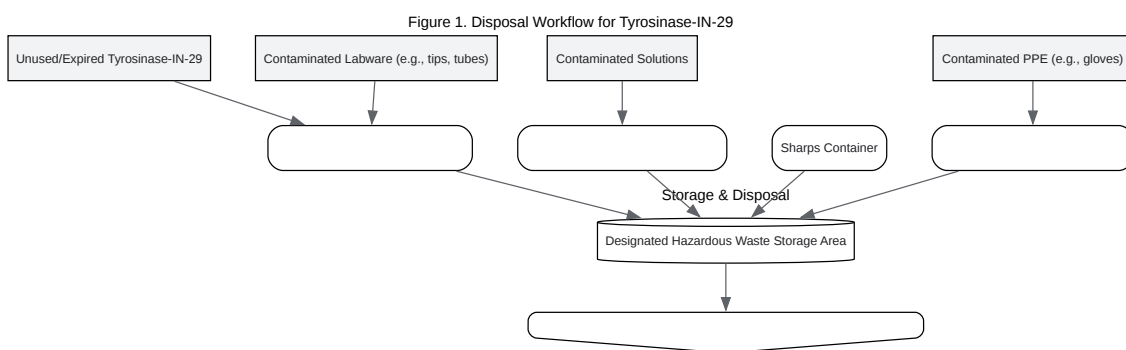 Figure 1. Disposal Workflow for Tyrosinase-IN-29
Unused/Expired Tyrosinase-IN-29
Contaminated Labware (e.g., tips, tubes)
Contaminated Solutions
Contaminated PPE (e.g., gloves)
Sharps Container
Storage & Disposal
Designated Hazardous Waste Storage Area